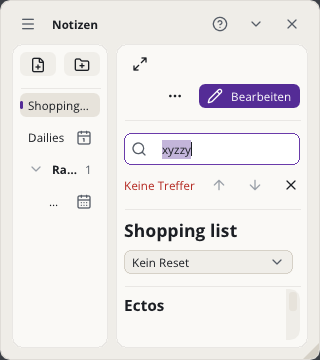 Notizen
Shopping...
Dailies
Ra... 1
...
Bearbeiten
xyzzy
Keine Treffer
Shopping list
Kein Reset
Ectos